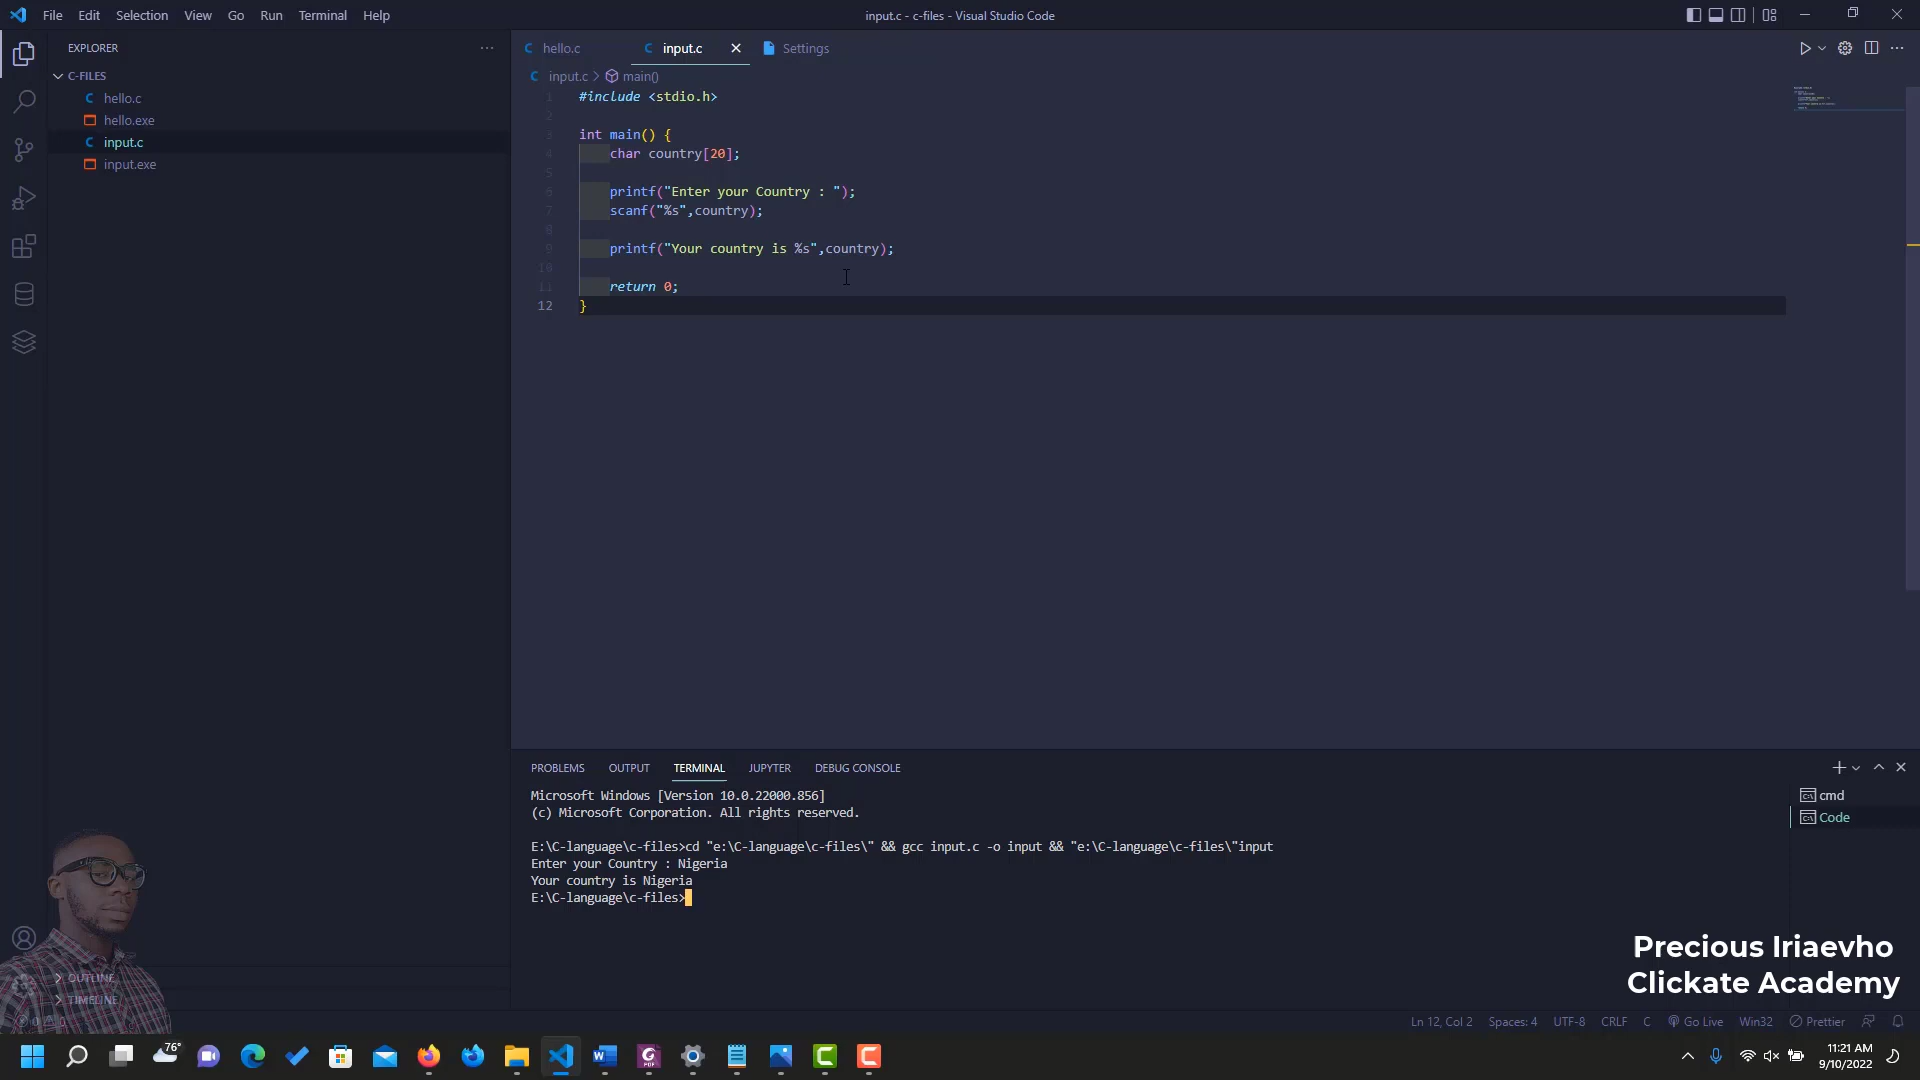 File Edit Selection View Go Run Terminal Help
input.c - c-files - Visual Studio Code
EXPLORER
C-FILES
hello.c
hello.exe
input.c
input.exe
hello.c input.c Settings
input.c > main()
1 #include <stdio.h>
2
3 int main() {
4 char country[20];
5
6 printf("Enter your Country : ");
7 scanf("%s",country);
8
9 printf("Your country is %s",country);
10
11 return 0;
12 }
PROBLEMS OUTPUT TERMINAL JUPYTER DEBUG CONSOLE
Microsoft Windows [Version 10.0.22000.856]
(c) Microsoft Corporation. All rights reserved.
E:\C-language\c-files>cd "e:\C-language\c-files\" && gcc input.c -o input && "e:\C-language\c-files\"input
Enter your Country : Nigeria
Your country is Nigeria
E:\C-language\c-files>
cmd
Code
Precious Iriaevho
Clickate Academy
OUTLINE
TIMELINE
Ln 12, Col 2 Spaces: 4 UTF-8 CRLF C Go Live Win32 Prettier
76°
11:21 AM
9/10/2022